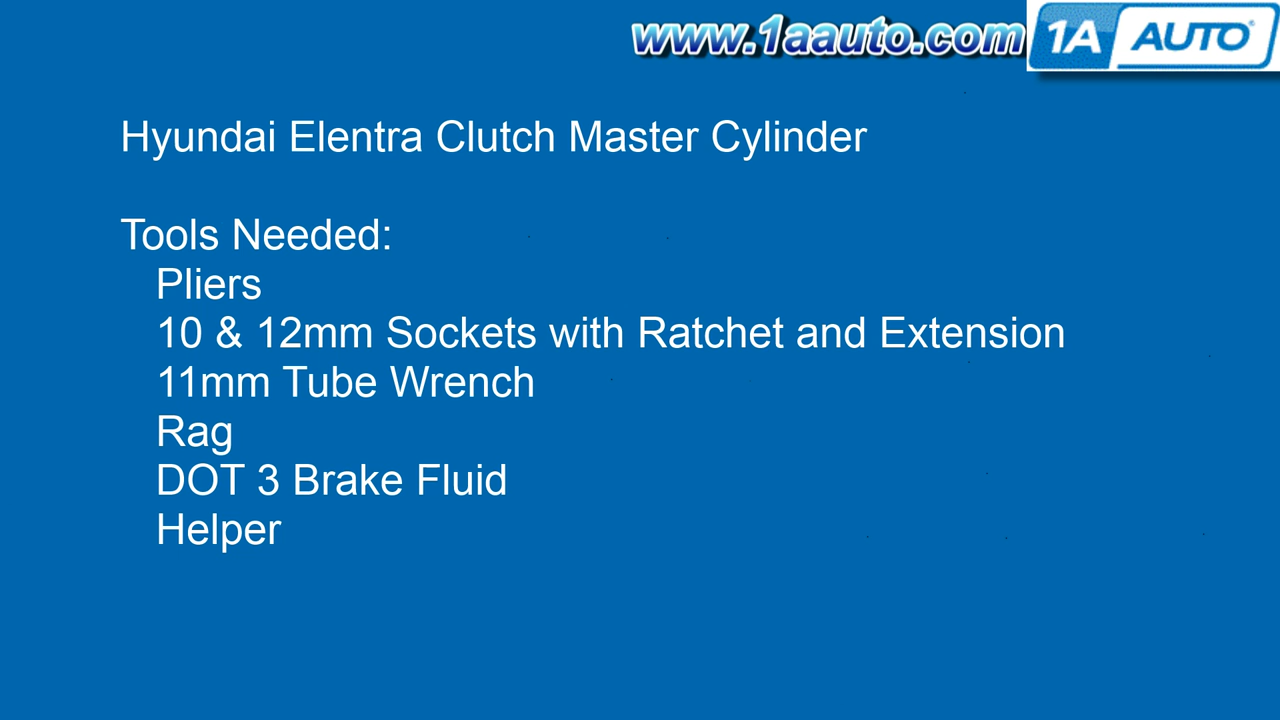 www.1aauto.com 1A AUTO
Hyundai Elentra Clutch Master Cylinder
Tools Needed:
Pliers
10 & 12mm Sockets with Ratchet and Extension
11mm Tube Wrench
Rag
DOT 3 Brake Fluid
Helper